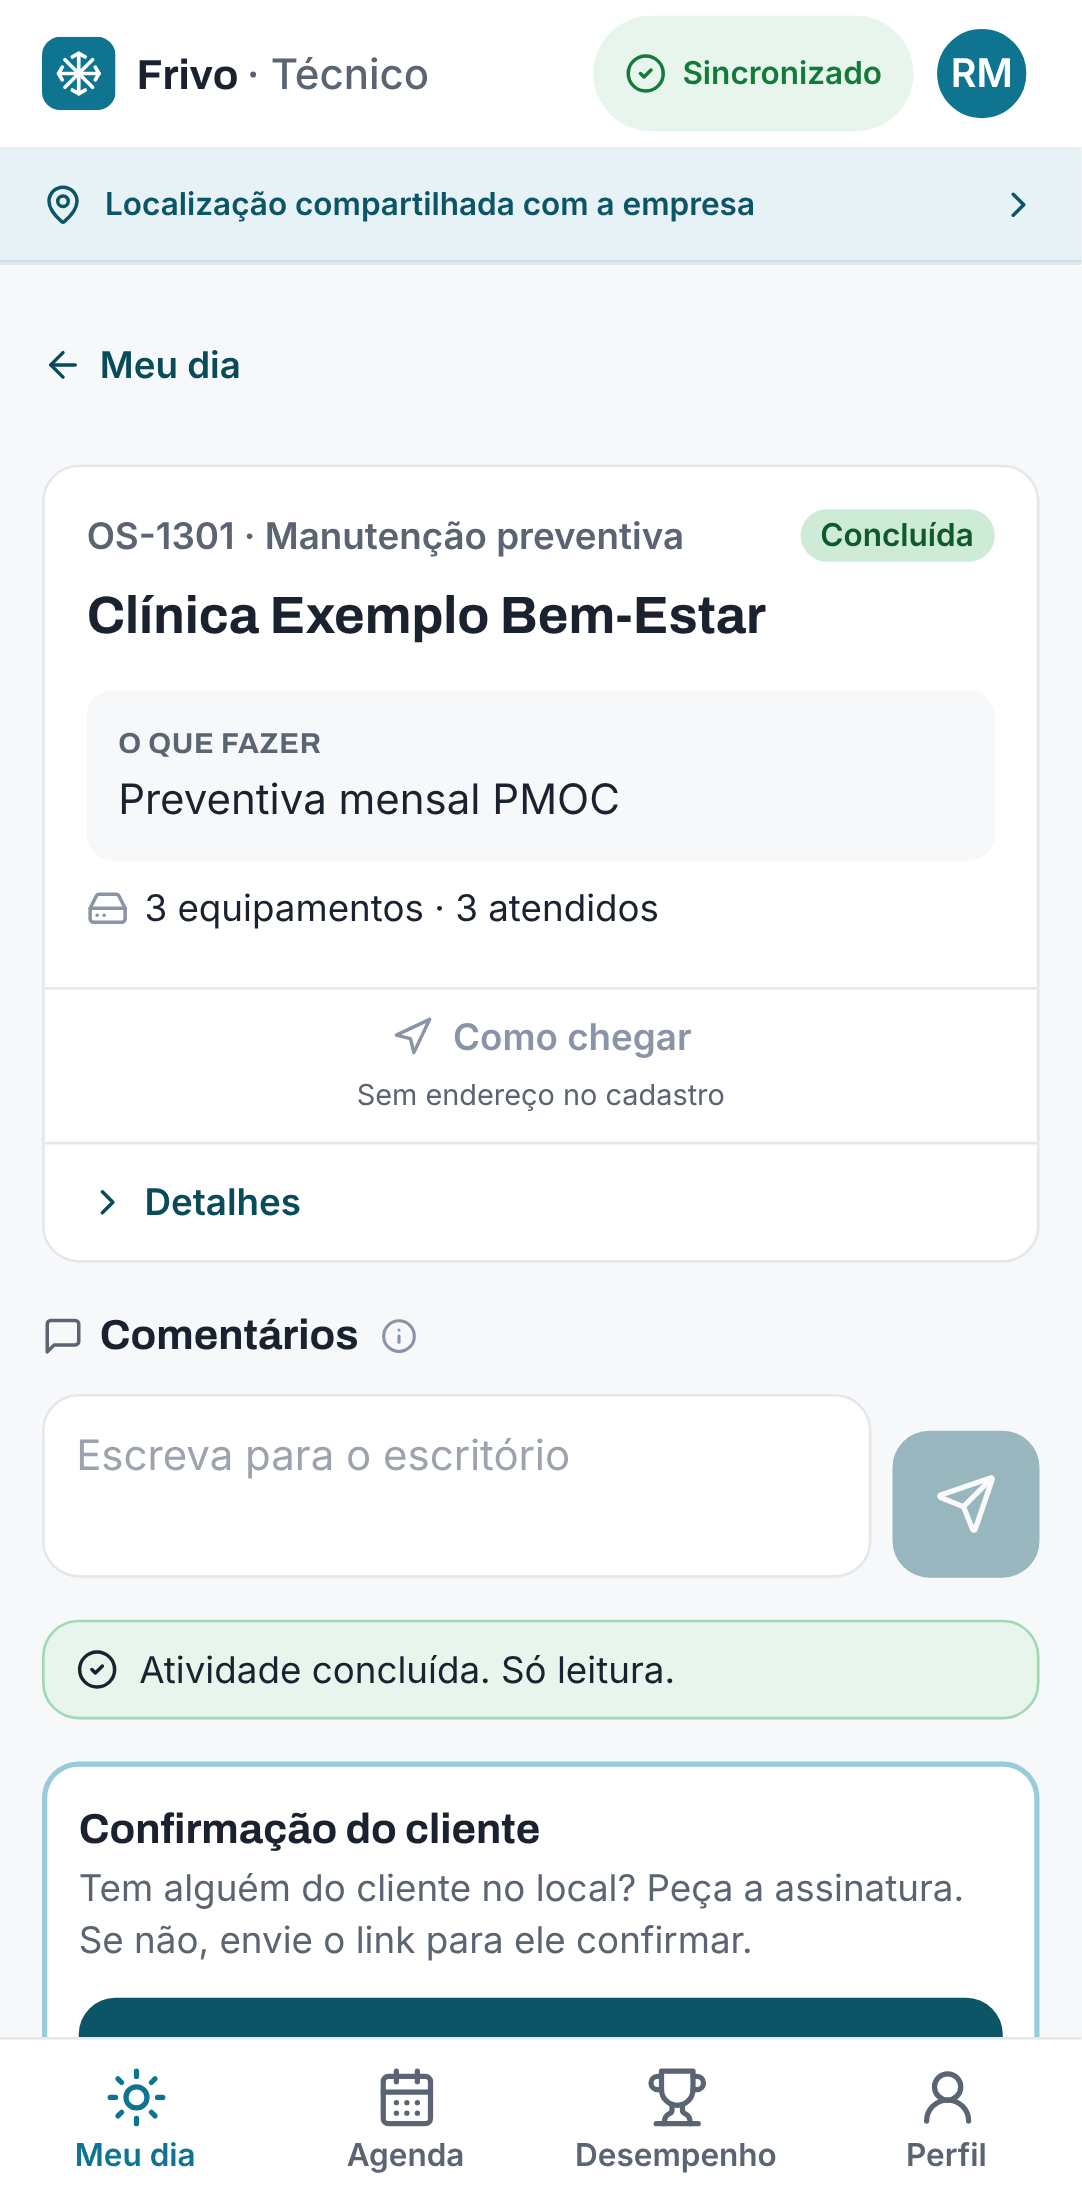 Frivo · Técnico
Sincronizado
RM
Localização compartilhada com a empresa
Meu dia
OS-1301 · Manutenção preventiva
Concluída
Clínica Exemplo Bem-Estar
O QUE FAZER
Preventiva mensal PMOC
3 equipamentos · 3 atendidos
Como chegar
Sem endereço no cadastro
Detalhes
Comentários
Escreva para o escritório
Atividade concluída. Só leitura.
Confirmação do cliente
Tem alguém do cliente no local? Peça a assinatura.
Se não, envie o link para ele confirmar.
Meu dia
Agenda
Desempenho
Perfil